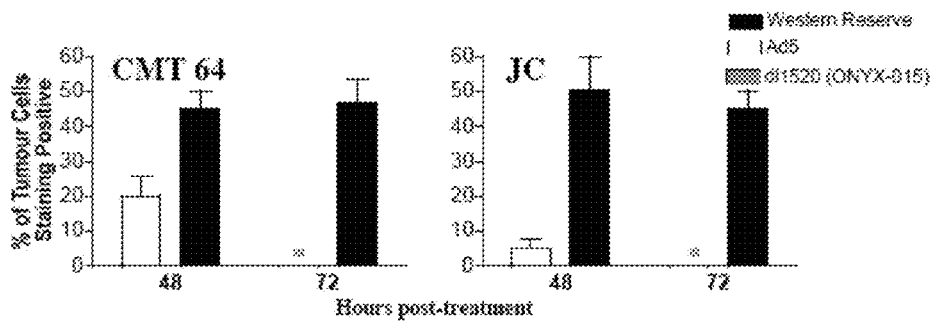 Western Reserve
Ad5
dl1520 (ONYX-015)
% of Tumour Cells
Staining Positive
60
50
40
30
20
10
0
CMT 64
48
72
60
50
40
30
20
10
0
JC
48
72
Hours post-treatment